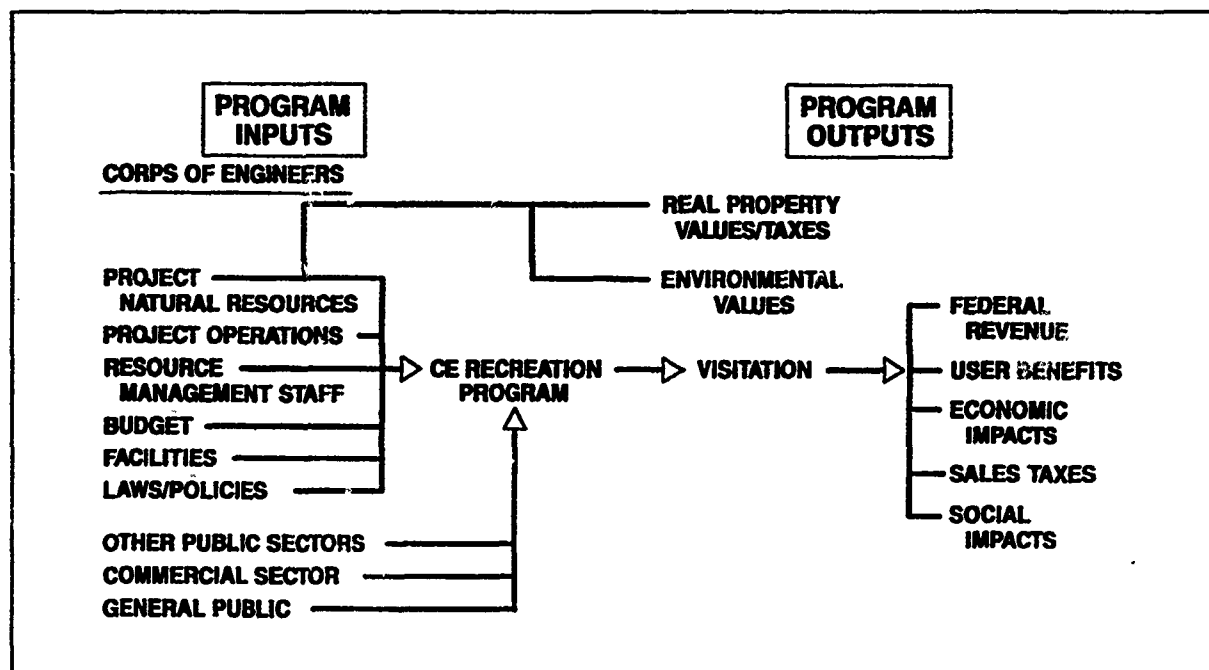 PROGRAM
INPUTS
PROGRAM
OUTPUTS
CORPS OF ENGINEERS
REAL PROPERTY
VALUES/TAXES
PROJECT
NATURAL RESOURCES
ENVIRONMENTAL
VALUES
PROJECT OPERATIONS
RESOURCE
MANAGEMENT STAFF
BUDGET
FACILITIES
LAWS/POLICIES
CE RECREATION
PROGRAM
VISITATION
FEDERAL
REVENUE
USER BENEFITS
ECONOMIC
IMPACTS
SALES TAXES
SOCIAL
IMPACTS
OTHER PUBLIC SECTORS
COMMERCIAL SECTOR
GENERAL PUBLIC